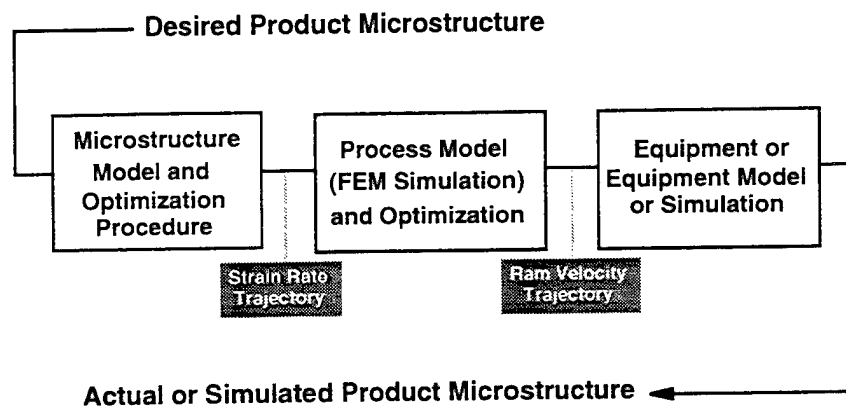 Desired Product Microstructure
Microstructure
Model and
Optimization
Procedure
Process Model
(FEM Simulation)
and Optimization
Equipment or
Equipment Model
or Simulation
Strain Rate
Trajectory
Ram Velocity
Trajectory
Actual or Simulated Product Microstructure